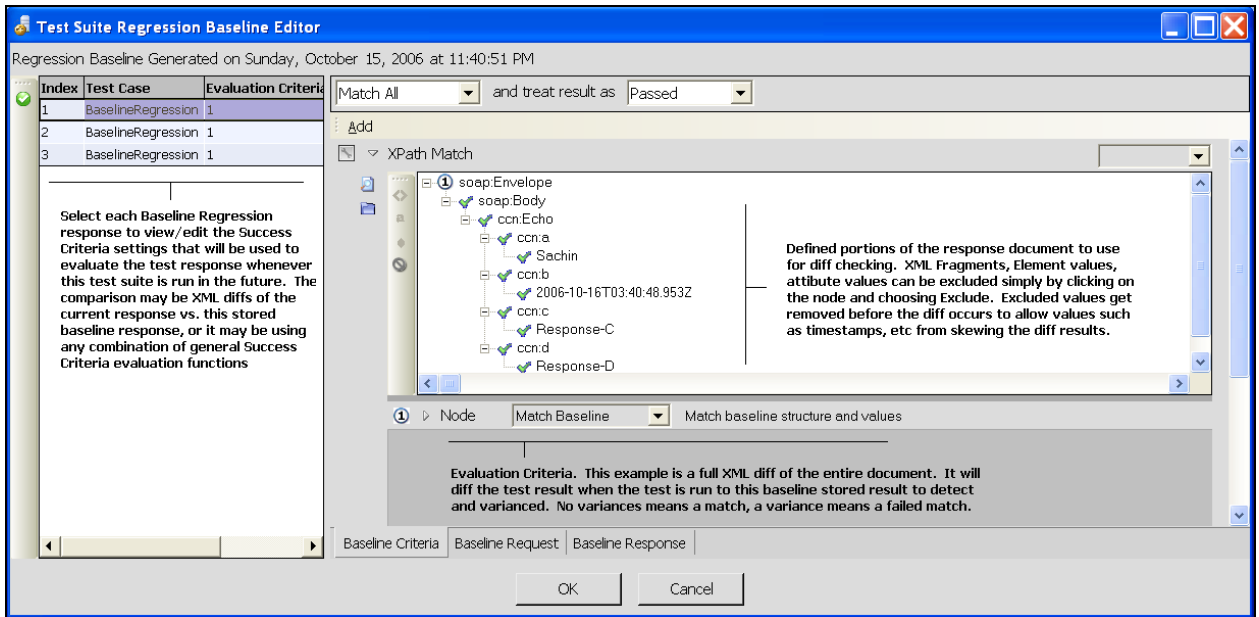 Test Suite Regression Baseline Editor
Regression Baseline Generated on Sunday, October 15, 2006 at 11:40:51 PM
Index Test Case Evaluation Criteria
1 BaselineRegression 1
2 BaselineRegression 1
3 BaselineRegression 1
Select each Baseline Regression
response to view/edit the Success
Criteria settings that will be used to
evaluate the test response whenever
this test suite is run in the future. The
comparison may be XML diffs of the
current response vs. this stored
baseline response, or it may be using
any combination of general Success
Criteria evaluation functions
Match All and treat result as Passed
Add
XPath Match
1 soap:Envelope
soap:Body
ccn:Echo
ccn:a
Sachin
ccn:b
2006-10-16T03:40:48.953Z
ccn:c
Response-C
ccn:d
Response-D
Defined portions of the response document to use
for diff checking. XML Fragments, Element values,
attibute values can be excluded simply by clicking on
the node and choosing Exclude. Excluded values get
removed before the diff occurs to allow values such
as timestamps, etc from skewing the diff results.
1 Node Match Baseline Match baseline structure and values
Evaluation Criteria. This example is a full XML diff of the entire document. It will
diff the test result when the test is run to this baseline stored result to detect
and varianced. No variances means a match, a variance means a failed match.
Baseline Criteria Baseline Request Baseline Response
OK Cancel